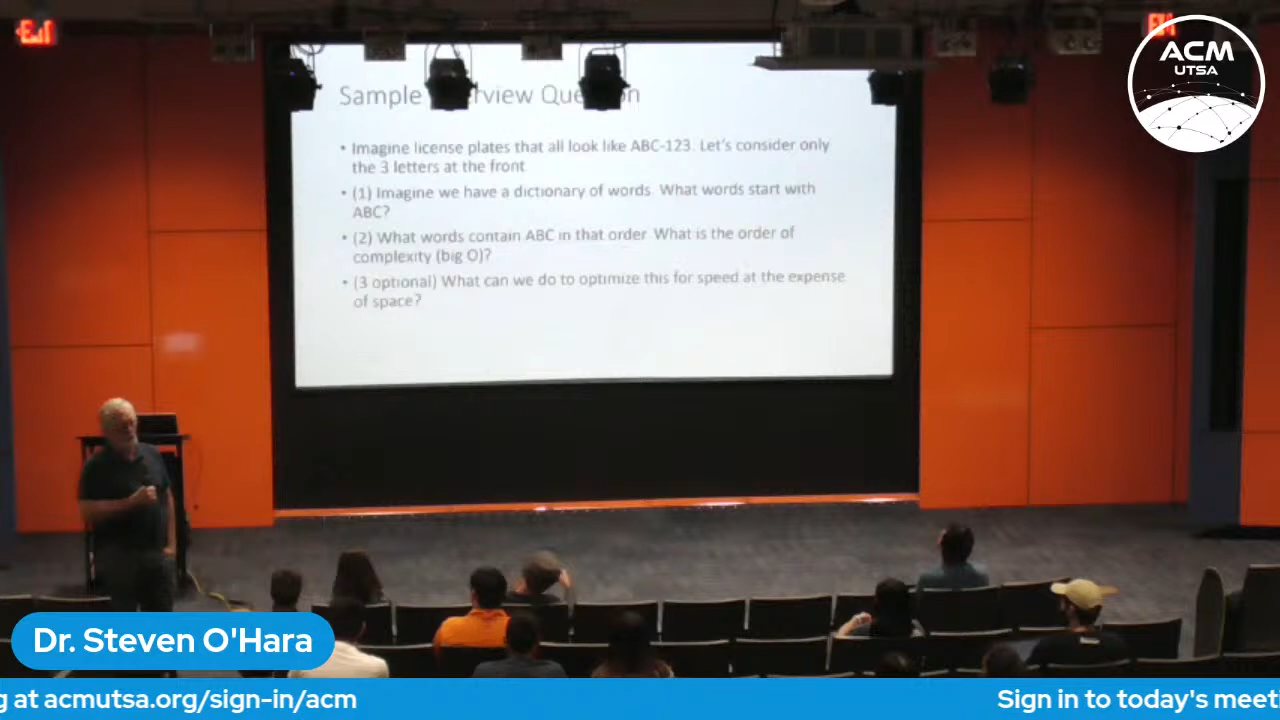 EXIT
ACM
UTSA
Sample
• Imagine license plates that all look like ABC-123. Let's consider only
the 3 letters at the front
• (1) Imagine we have a dictionary of words. What words start with
ABC?
• (2) What words contain ABC in that order. What is the order of
complexity (big O)?
• (3 optional) What can we do to optimize this for speed at the expense
of space?
Dr. Steven O'Hara
g at acmutsa.org/sign-in/acm
Sign in to today's meeti